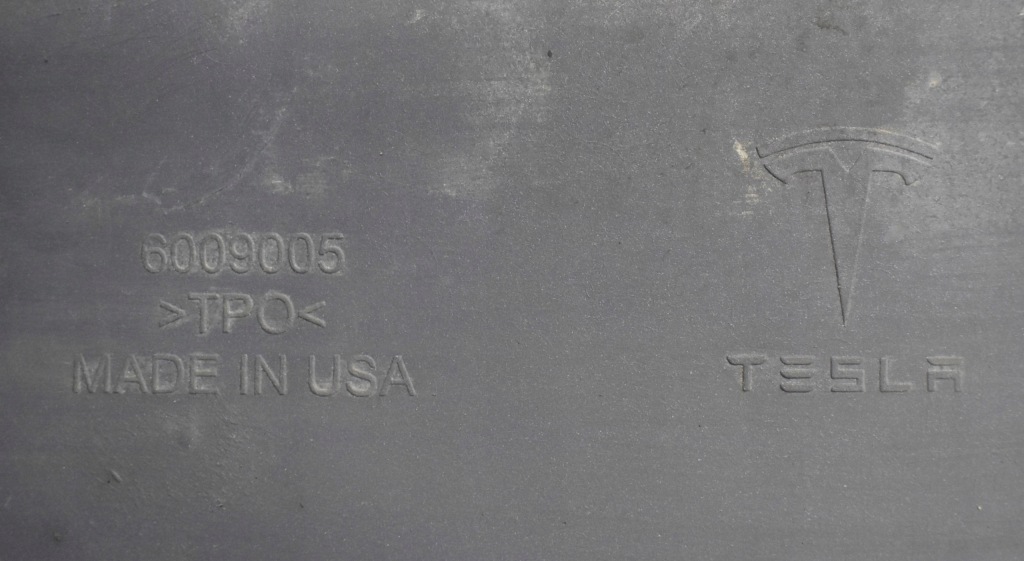 6009005
>TPO<
MADE IN USA
TESLA